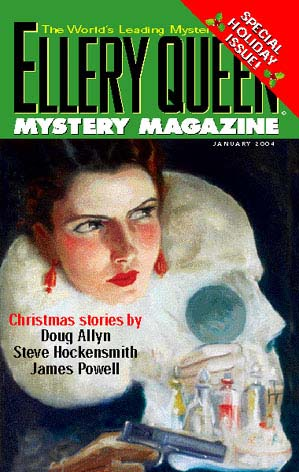 The World's Leading Myster
SPECIAL
HOLIDAY
ISSUE!
ELLERY QUEEN
MYSTERY MAGAZINE
JANUARY 2004
Christmas stories by
Doug Allyn
Steve Hockensmith
James Powell